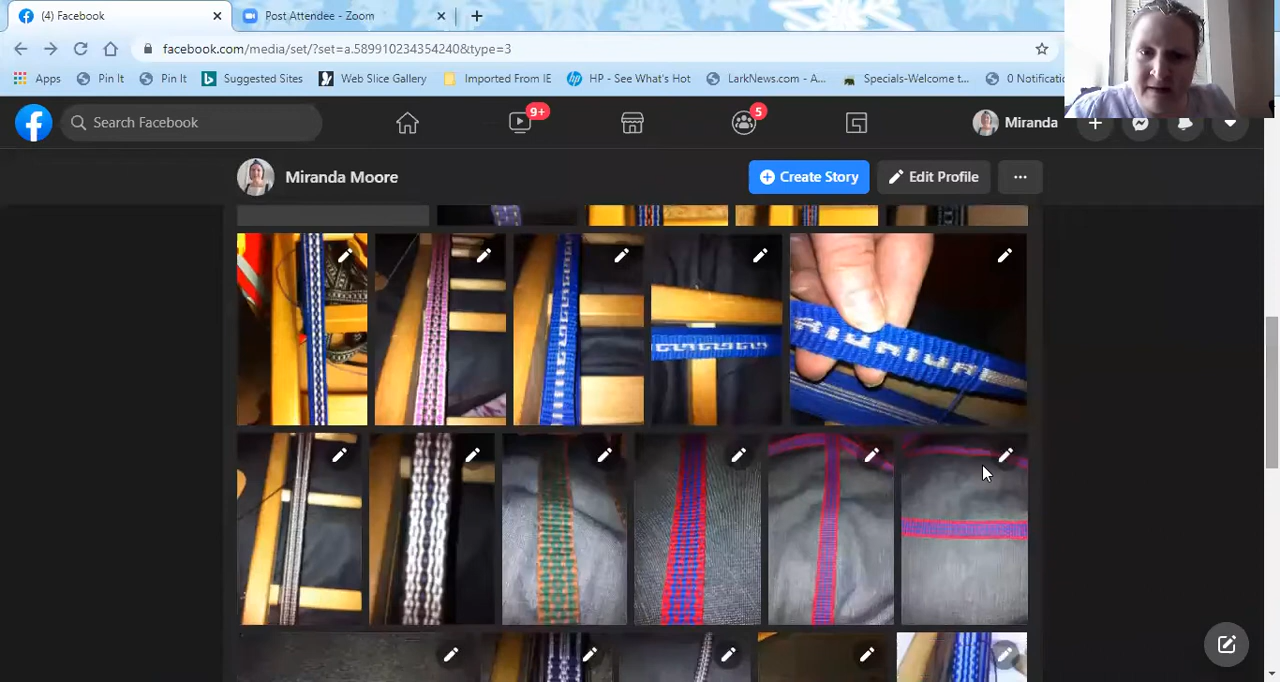 (4) Facebook
Post Attendee - Zoom
facebook.com/media/set/?set=a.589910234354240&type=3
Apps
Pin It
Pin It
Suggested Sites
Web Slice Gallery
Imported From IE
HP - See What's Hot
LarkNews.com - A...
Specials-Welcome t...
0 Notificatio
Search Facebook
9+
5
Miranda
Miranda Moore
Create Story
Edit Profile